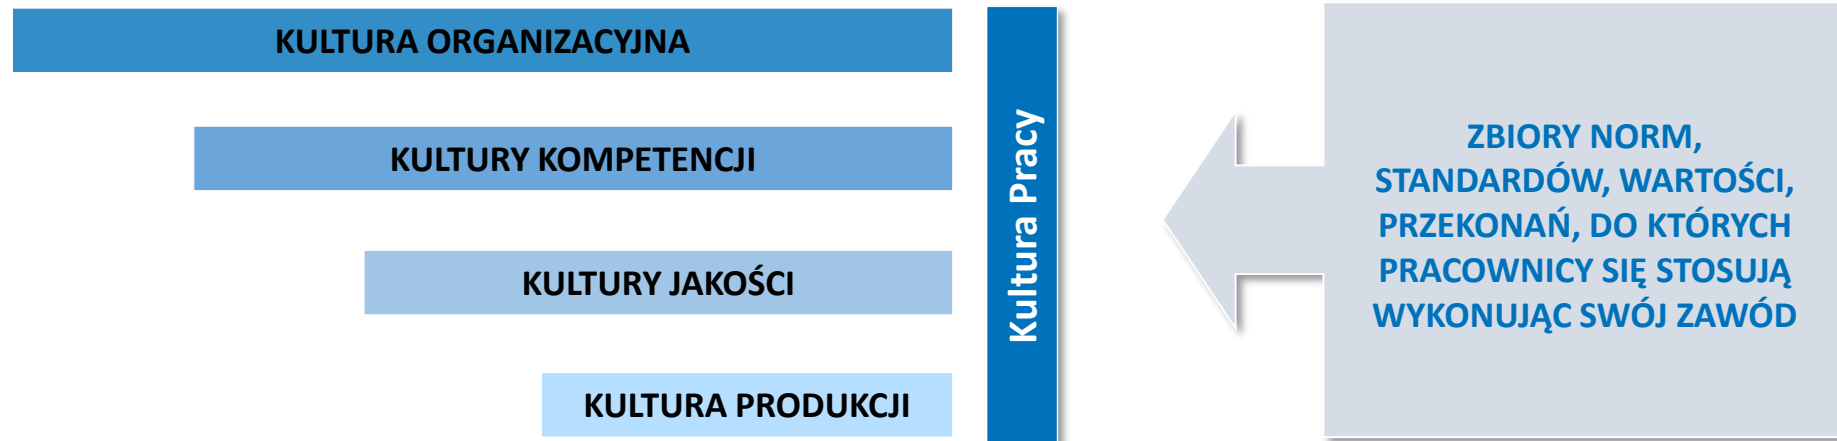 KULTURA ORGANIZACYJNA
KULTURY KOMPETENCJI
KULTURY JAKOŚCI
KULTURA PRODUKCJI
Kultura Pracy
ZBIORY NORM,
STANDARDÓW, WARTOŚCI,
PRZEKONAŃ, DO KTÓRYCH
PRACOWNICY SIĘ STOSUJĄ
WYKONUJĄC SWÓJ ZAWÓD